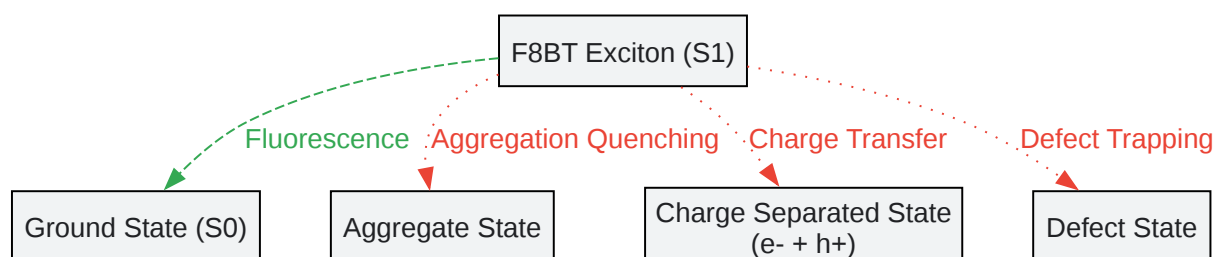 F8BT Exciton (S1)
Fluorescence
Aggregation Quenching
Charge Transfer
Defect Trapping
Ground State (S0)
Aggregate State
Charge Separated State
(e- + h+)
Defect State